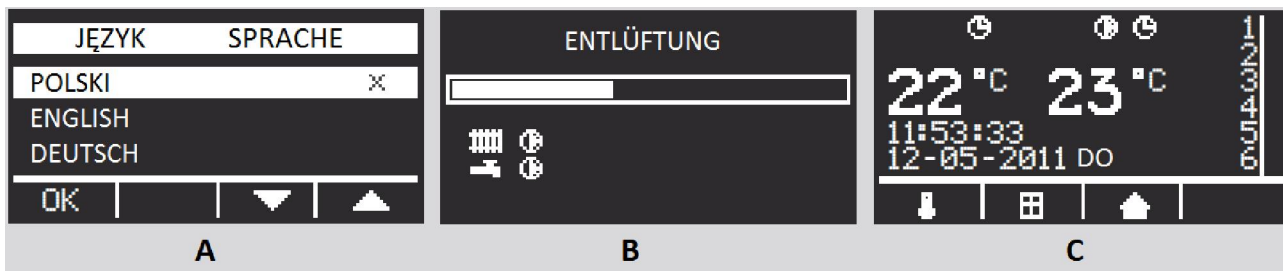 JĘZYK SPRACHE
POLSKI X
ENGLISH
DEUTSCH
OK
A
ENTLÜFTUNG
B
22°C 23°C
11:53:33
12-05-2011 DO
1
2
3
4
5
6
C